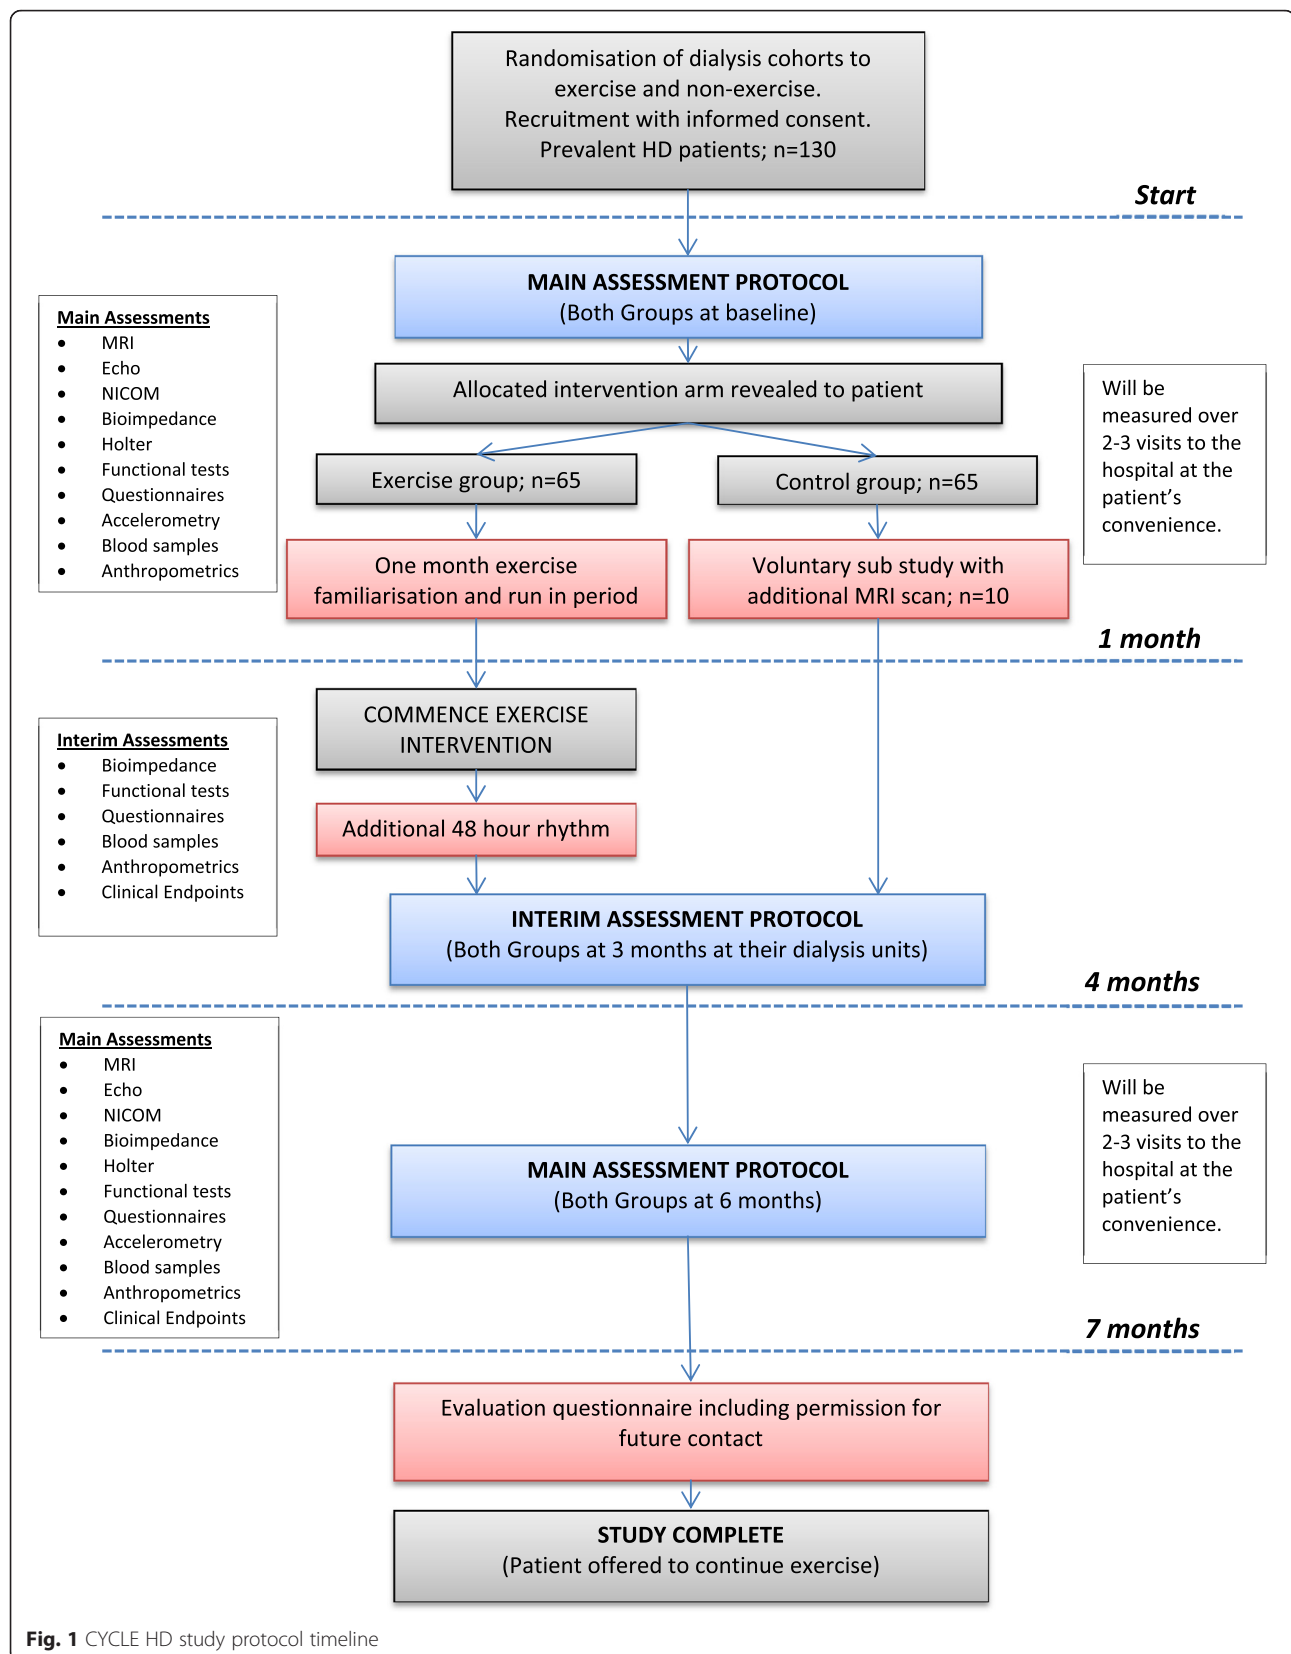 Randomisation of dialysis cohorts to
exercise and non-exercise.
Recruitment with informed consent.
Prevalent HD patients; n=130
Start
MAIN ASSESSMENT PROTOCOL
(Both Groups at baseline)
Main Assessments
• MRI
• Echo
• NICOM
• Bioimpedance
• Holter
• Functional tests
• Questionnaires
• Accelerometry
• Blood samples
• Anthropometrics
Allocated intervention arm revealed to patient
Will be
measured over
2-3 visits to the
hospital at the
patient’s
convenience.
Exercise group; n=65
Control group; n=65
One month exercise
familiarisation and run in period
Voluntary sub study with
additional MRI scan; n=10
1 month
COMMENCE EXERCISE
INTERVENTION
Interim Assessments
• Bioimpedance
• Functional tests
• Questionnaires
• Blood samples
• Anthropometrics
• Clinical Endpoints
Additional 48 hour rhythm
INTERIM ASSESSMENT PROTOCOL
(Both Groups at 3 months at their dialysis units)
4 months
Main Assessments
• MRI
• Echo
• NICOM
• Bioimpedance
• Holter
• Functional tests
• Questionnaires
• Accelerometry
• Blood samples
• Anthropometrics
• Clinical Endpoints
MAIN ASSESSMENT PROTOCOL
(Both Groups at 6 months)
Will be
measured over
2-3 visits to the
hospital at the
patient’s
convenience.
7 months
Evaluation questionnaire including permission for
future contact
STUDY COMPLETE
(Patient offered to continue exercise)
Fig. 1 CYCLE HD study protocol timeline